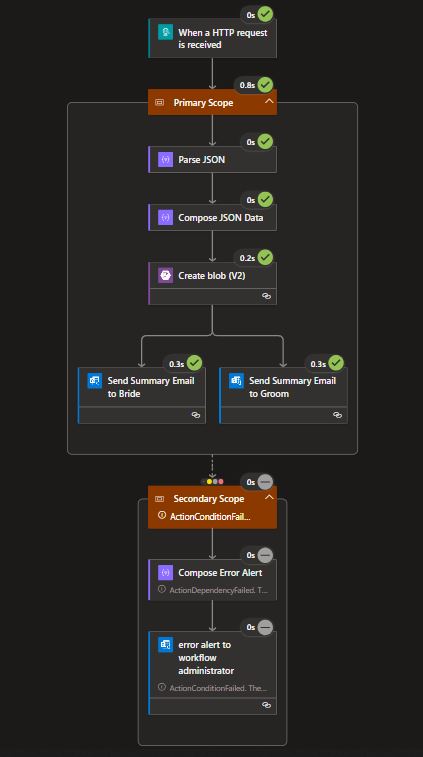 0s
When a HTTP request
is received
0.8s
Primary Scope
0s
Parse JSON
0s
Compose JSON Data
0.2s
Create blob (V2)
0.3s
Send Summary Email
to Bride
0.3s
Send Summary Email
to Groom
0s
Secondary Scope
ActionConditionFail...
0s
Compose Error Alert
ActionDependencyFailed. T...
0s
error alert to
workflow
administrator
ActionConditionFailed. The...